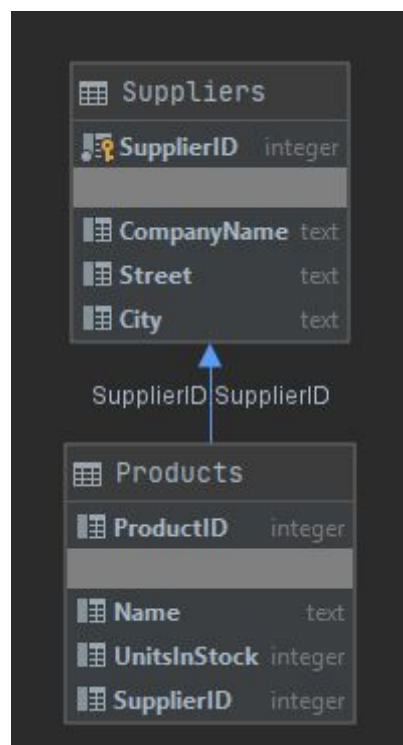 Suppliers
SupplierID integer
CompanyName text
Street text
City text
SupplierID SupplierID
Products
ProductID integer
Name text
UnitsInStock integer
SupplierID integer